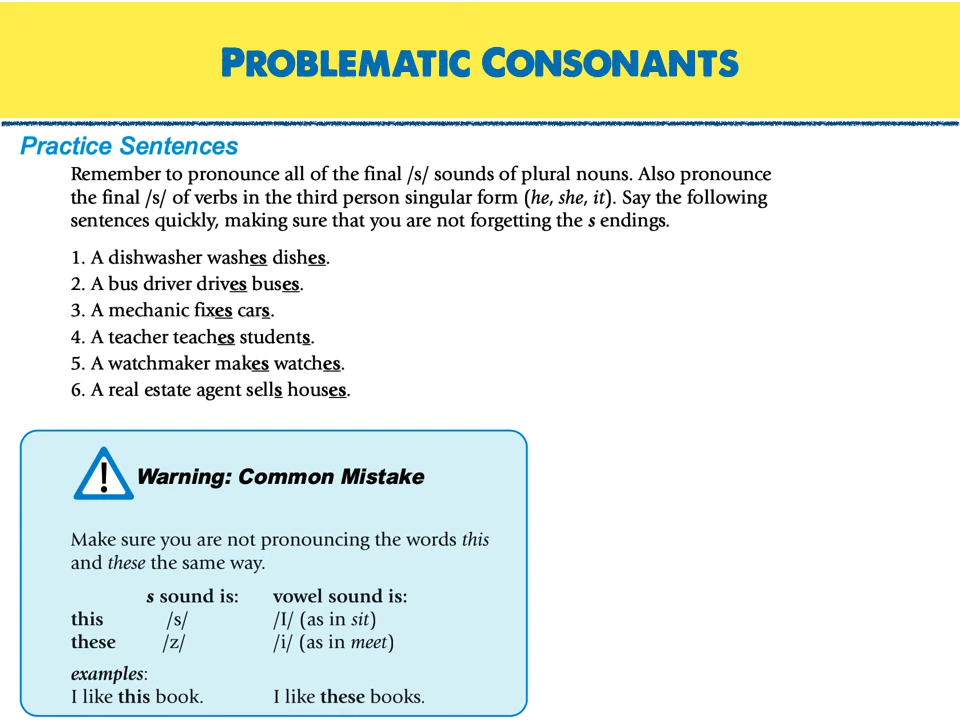 PROBLEMATIC CONSONANTS
Practice Sentences
Remember to pronounce all of the final /s/ sounds of plural nouns. Also pronounce
the final /s/ of verbs in the third person singular form (he, she, it). Say the following
sentences quickly, making sure that you are not forgetting the s endings.
1. A dishwasher washes dishes.
2. A bus driver drives buses.
3. A mechanic fixes cars.
4. A teacher teaches students.
5. A watchmaker makes watches.
6. A real estate agent sells houses.
! Warning: Common Mistake
Make sure you are not pronouncing the words this
and these the same way.
s sound is: vowel sound is:
this /s/ /I/ (as in sit)
these /z/ /i/ (as in meet)
examples:
I like this book. I like these books.